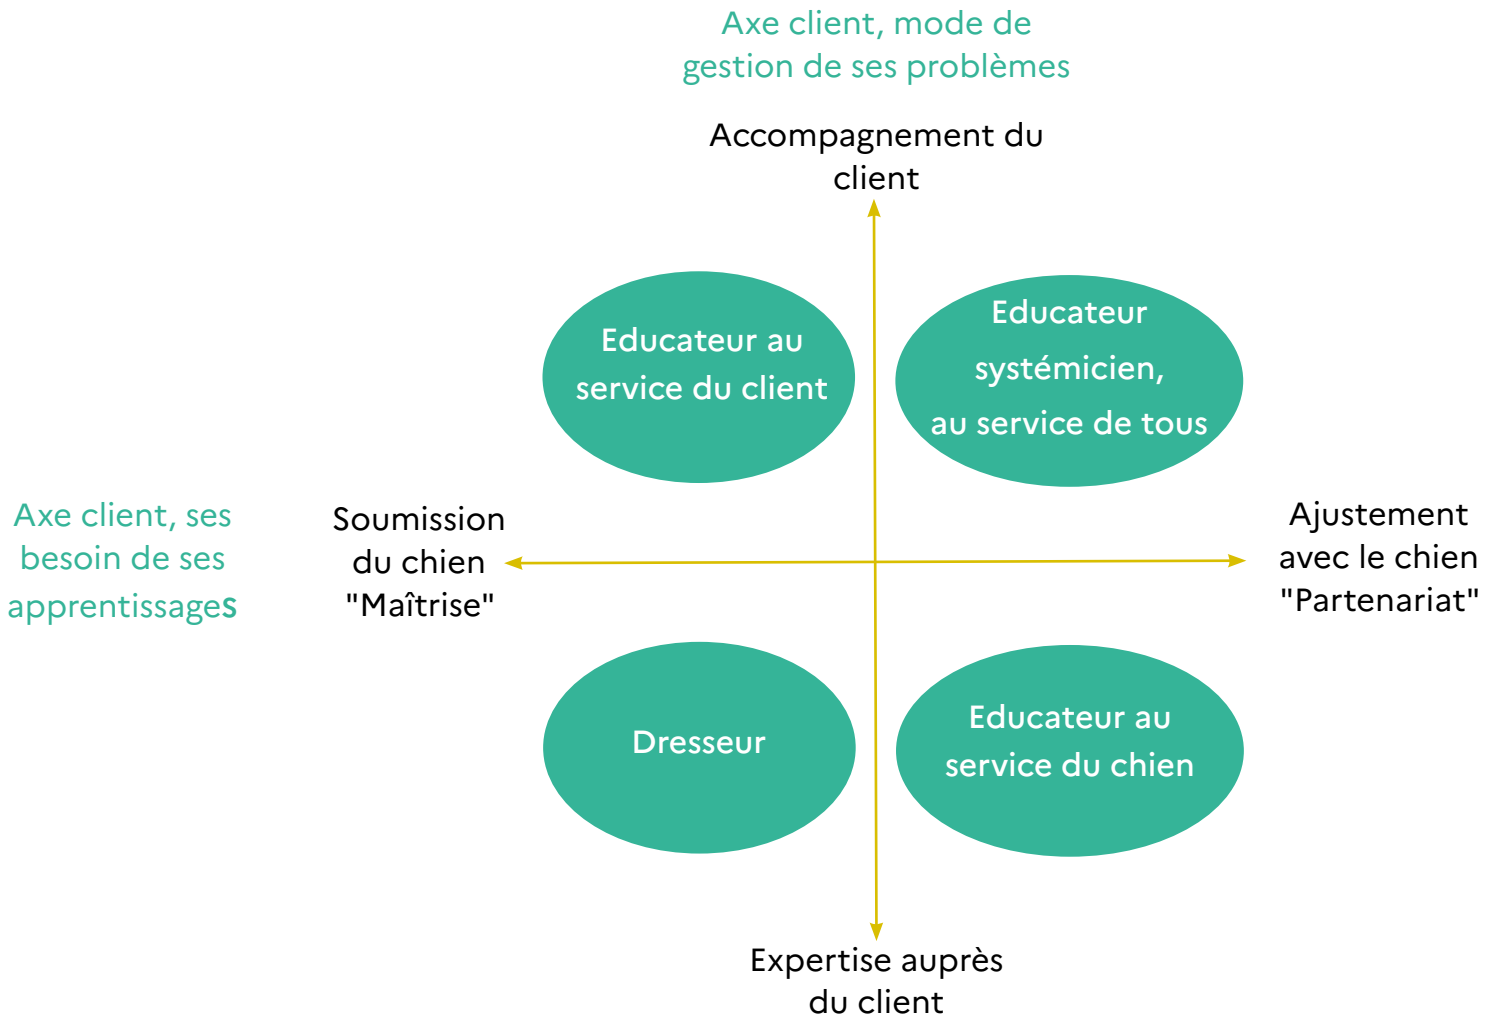 Axe client, mode de
gestion de ses problèmes
Accompagnement du
client
Educateur au
service du client
Educateur
systémicien,
au service de tous
Axe client, ses
besoin de ses
apprentissages
Soumission
du chien
"Maîtrise"
Ajustement
avec le chien
"Partenariat"
Dresseur
Educateur au
service du chien
Expertise auprès
du client